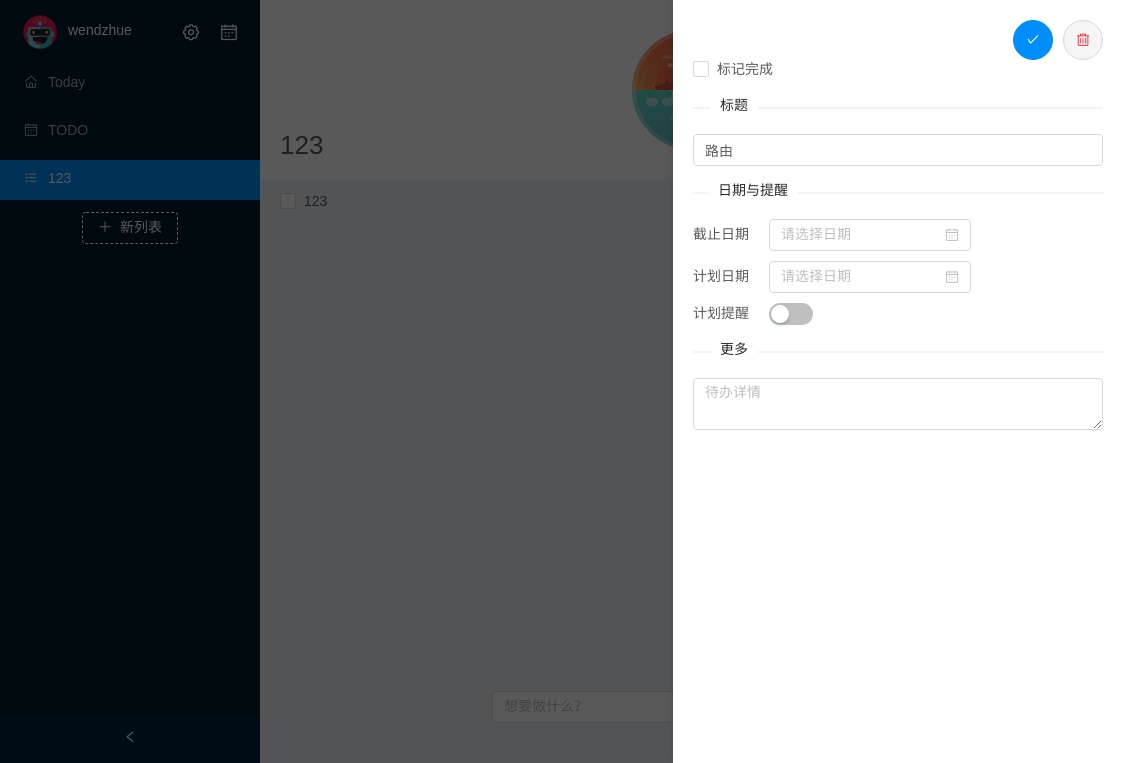 wendzhue
Today
TODO
123
新列表
123
123
想要做什么?
标记完成
标题
路由
日期与提醒
截止日期 请选择日期
计划日期 请选择日期
计划提醒
更多
待办详情